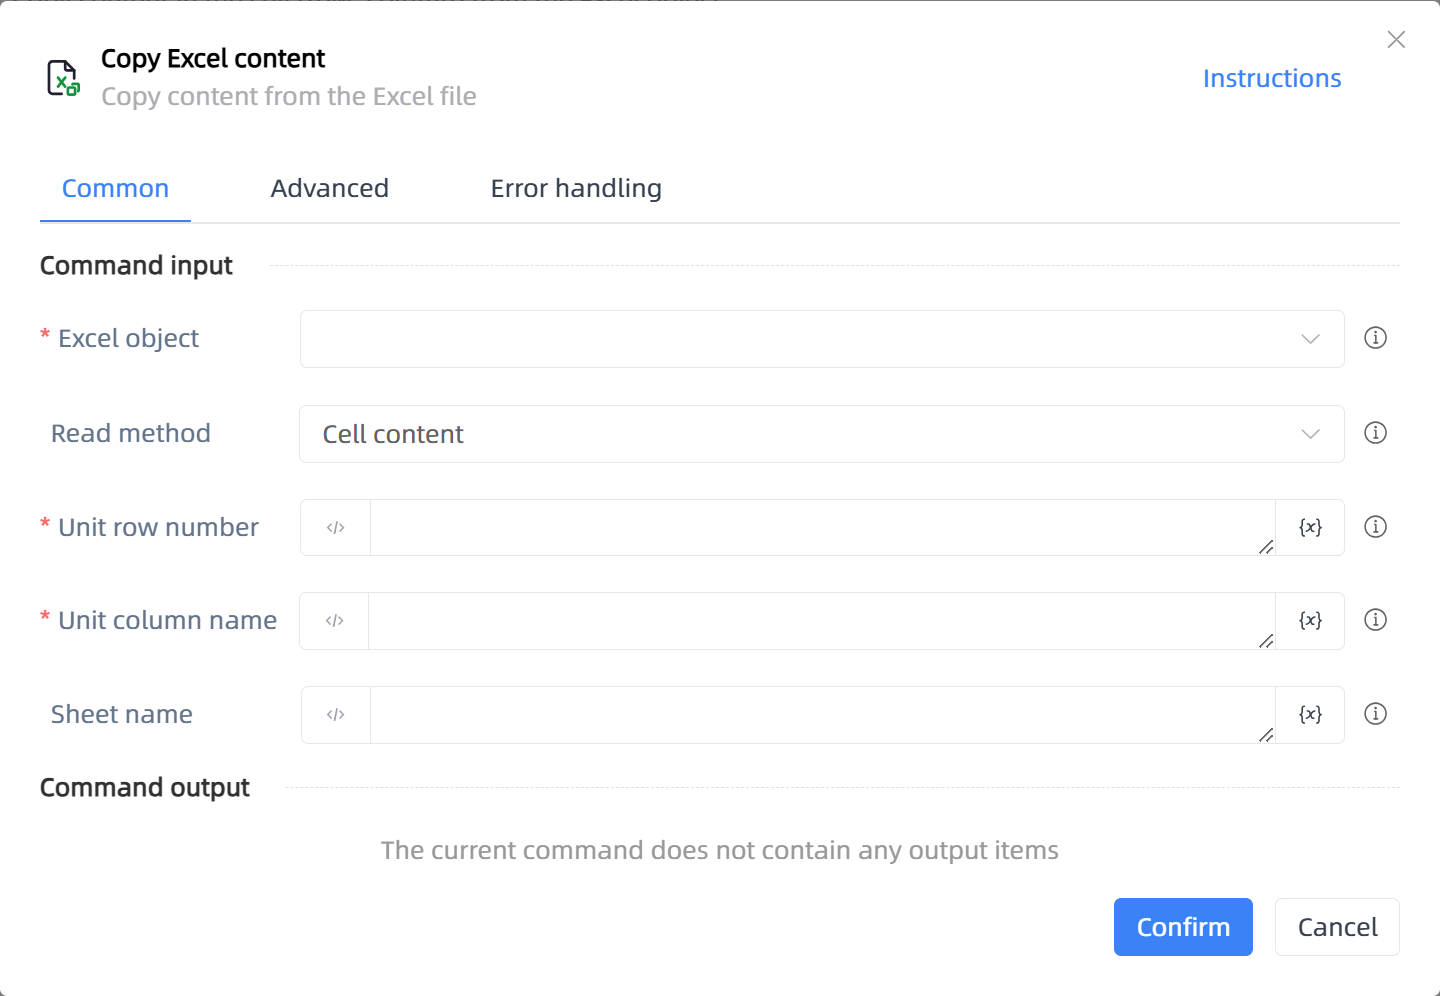 Copy Excel content
Copy content from the Excel file
Instructions
Common Advanced Error handling
Command input
* Excel object
Read method Cell content
* Unit row number </> {x}
* Unit column name </> {x}
Sheet name </> {x}
Command output
The current command does not contain any output items
Confirm Cancel